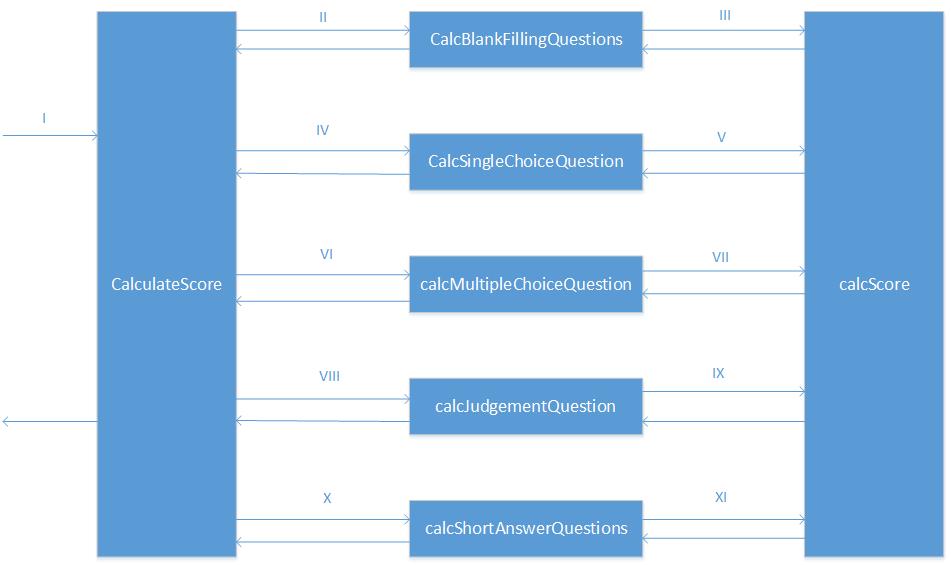 II
III
CalcBlankFillingQuestions
I
IV
V
CalcSingleChoiceQuestion
VI
VII
CalculateScore
calcMultipleChoiceQuestion
calcScore
VIII
IX
calcJudgementQuestion
X
XI
calcShortAnswerQuestions